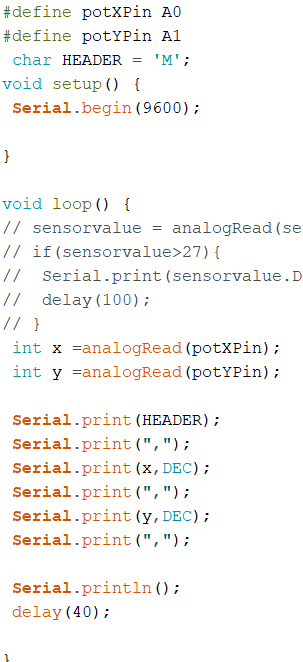 #define potXPin A0
#define potYPin A1
char HEADER = 'M';
void setup() {
Serial.begin(9600);
}
void loop() {
// sensorvalue = analogRead(se
// if(sensorvalue>27){
//  Serial.print(sensorvalue.D
//  delay(100);
// }
int x =analogRead(potXPin);
int y =analogRead(potYPin);
Serial.print(HEADER);
Serial.print(",");
Serial.print(x,DEC);
Serial.print(",");
Serial.print(y,DEC);
Serial.print(",");
Serial.println();
delay(40);
}